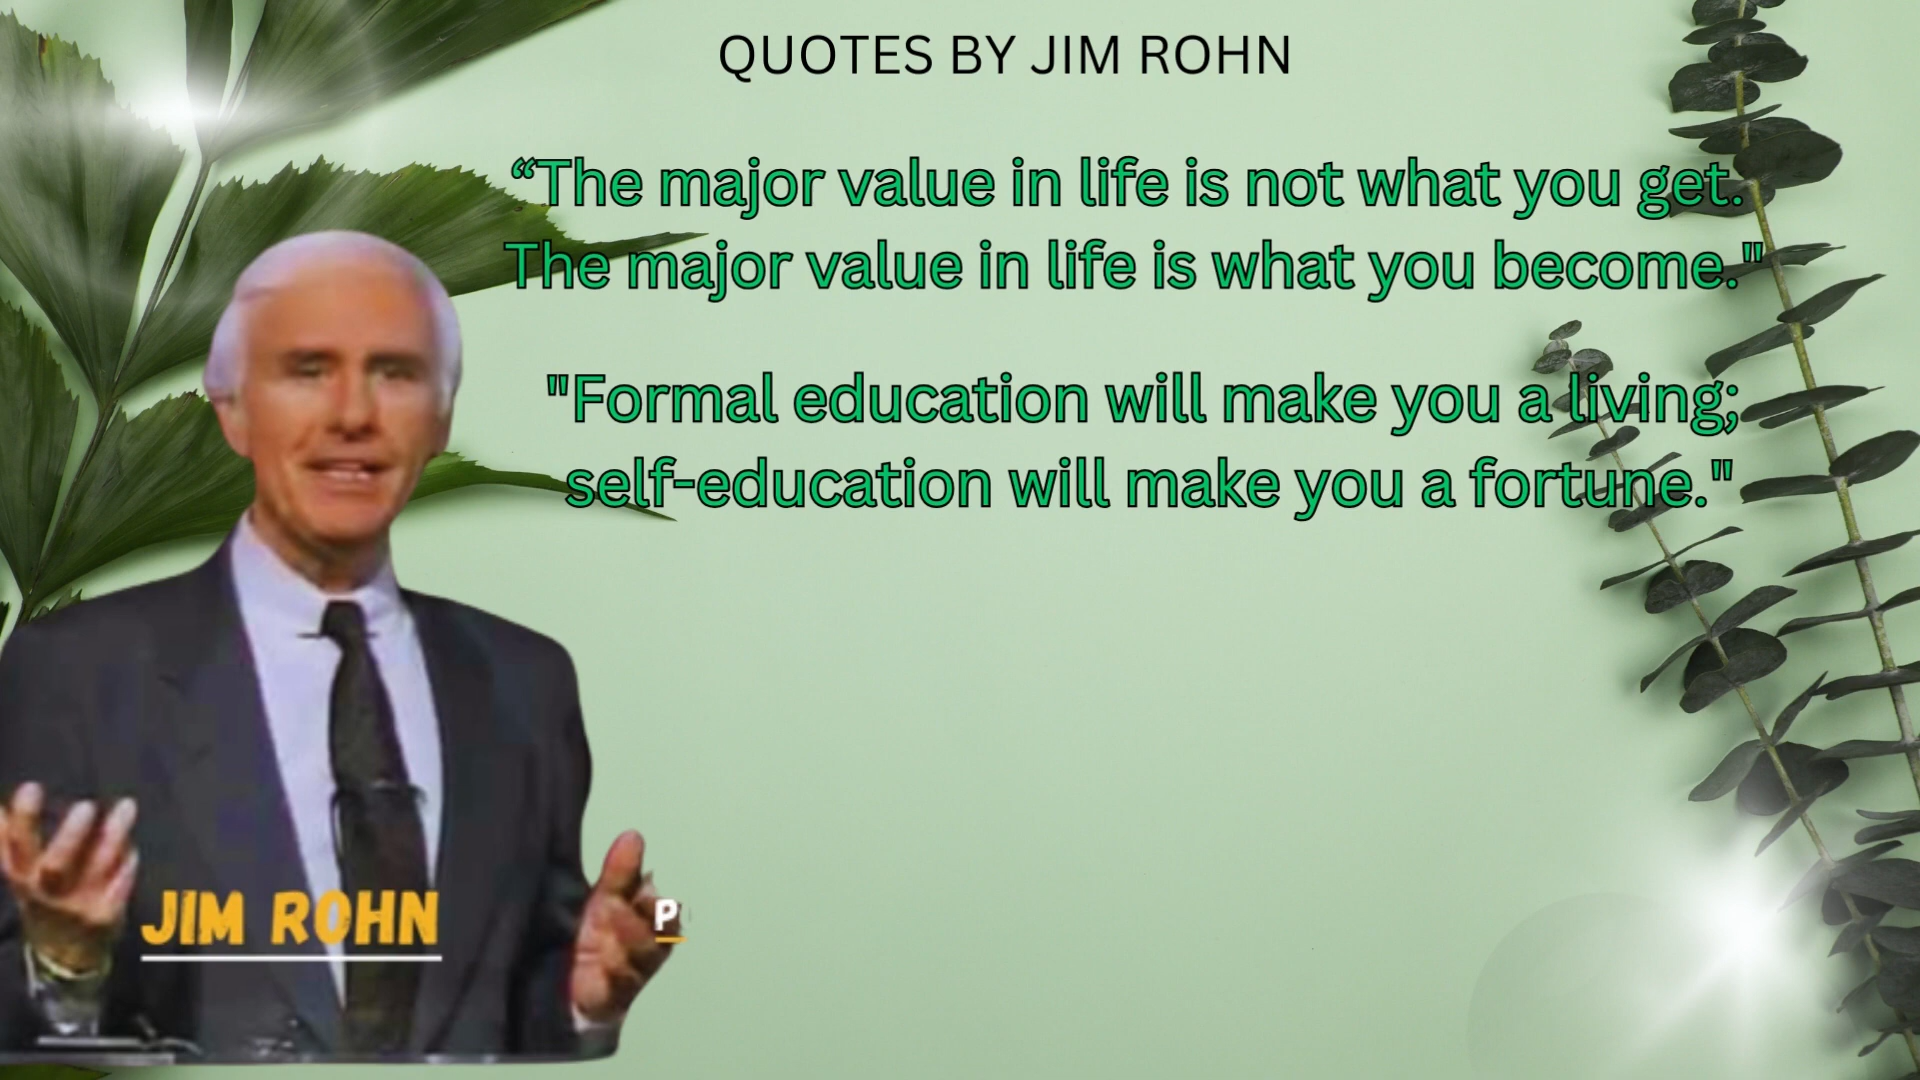 QUOTES BY JIM ROHN
“The major value in life is not what you get.
The major value in life is what you become."
"Formal education will make you a living;
self-education will make you a fortune."
JIM ROHN
P